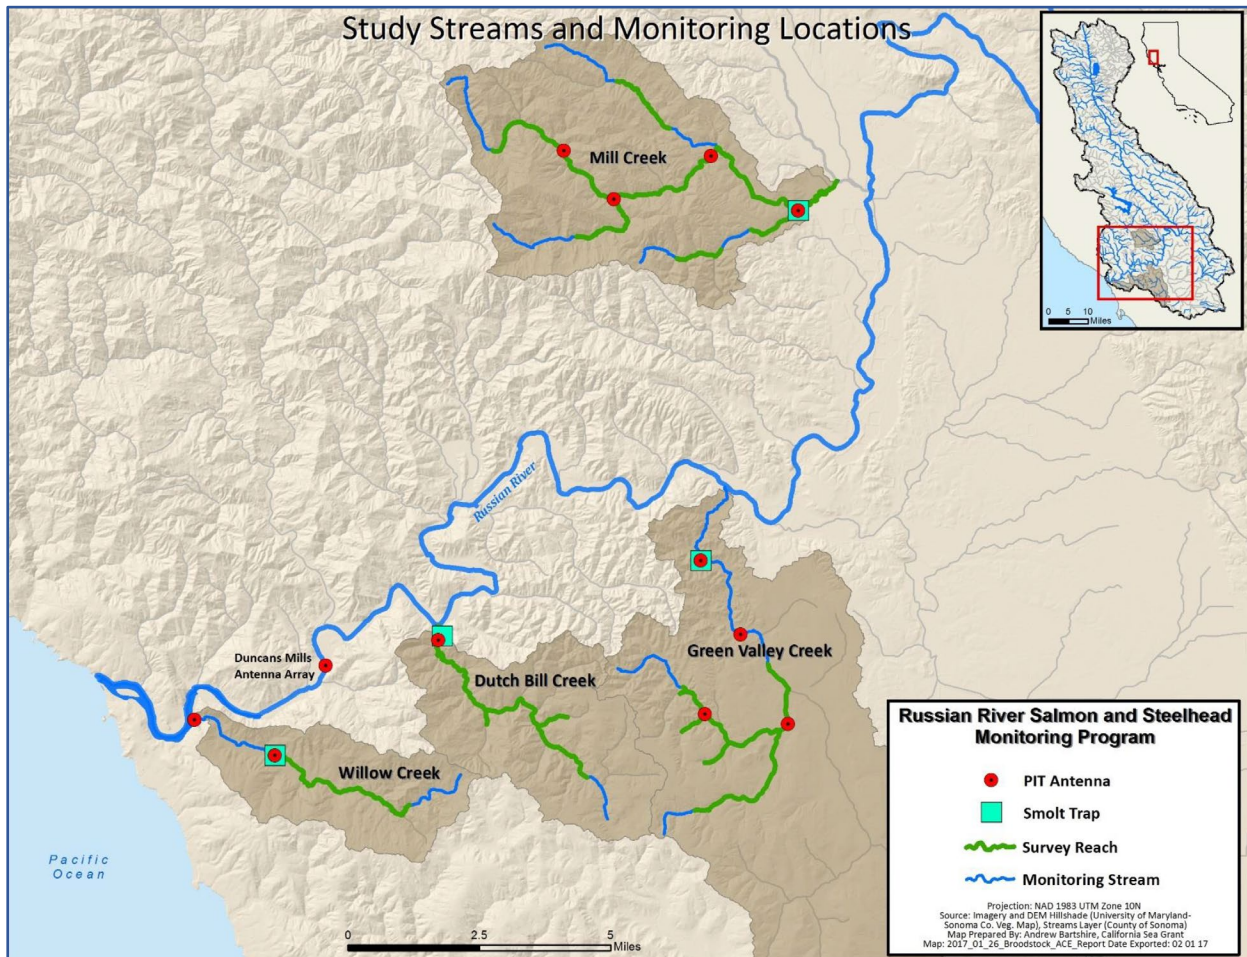 Study Streams and Monitoring Locations
0 5 10
Miles
Mill Creek
Russian River
Duncans Mills
Antenna Array
Green Valley Creek
Dutch Bill Creek
Willow Creek
Pacific
Ocean
0 2.5 5
Miles
Russian River Salmon and Steelhead
Monitoring Program
PIT Antenna
Smolt Trap
Survey Reach
Monitoring Stream
Projection: NAD 1983 UTM Zone 10N
Source: Imagery and DEM Hillshade (University of Maryland-
Sonoma Co. Veg. Map), Streams Layer (County of Sonoma)
Map Prepared By: Andrew Bartshire, California Sea Grant
Map: 2017_01_26_Broodstock_ACE_Report Date Exported: 02 01 17